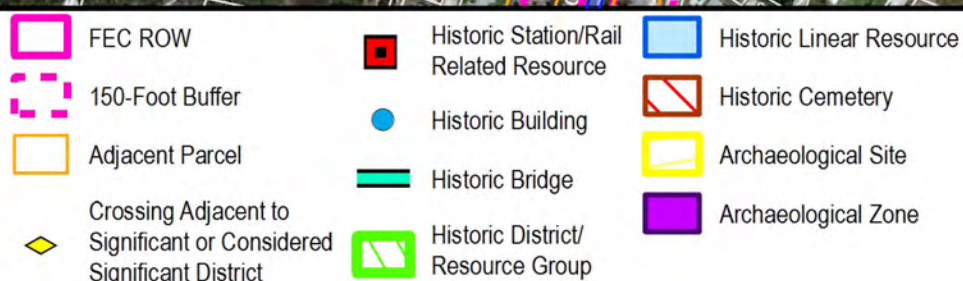 FEC ROW
150-Foot Buffer
Adjacent Parcel
Crossing Adjacent to
Significant or Considered
Significant District
Historic Station/Rail
Related Resource
Historic Building
Historic Bridge
Historic District/
Resource Group
Historic Linear Resource
Historic Cemetery
Archaeological Site
Archaeological Zone